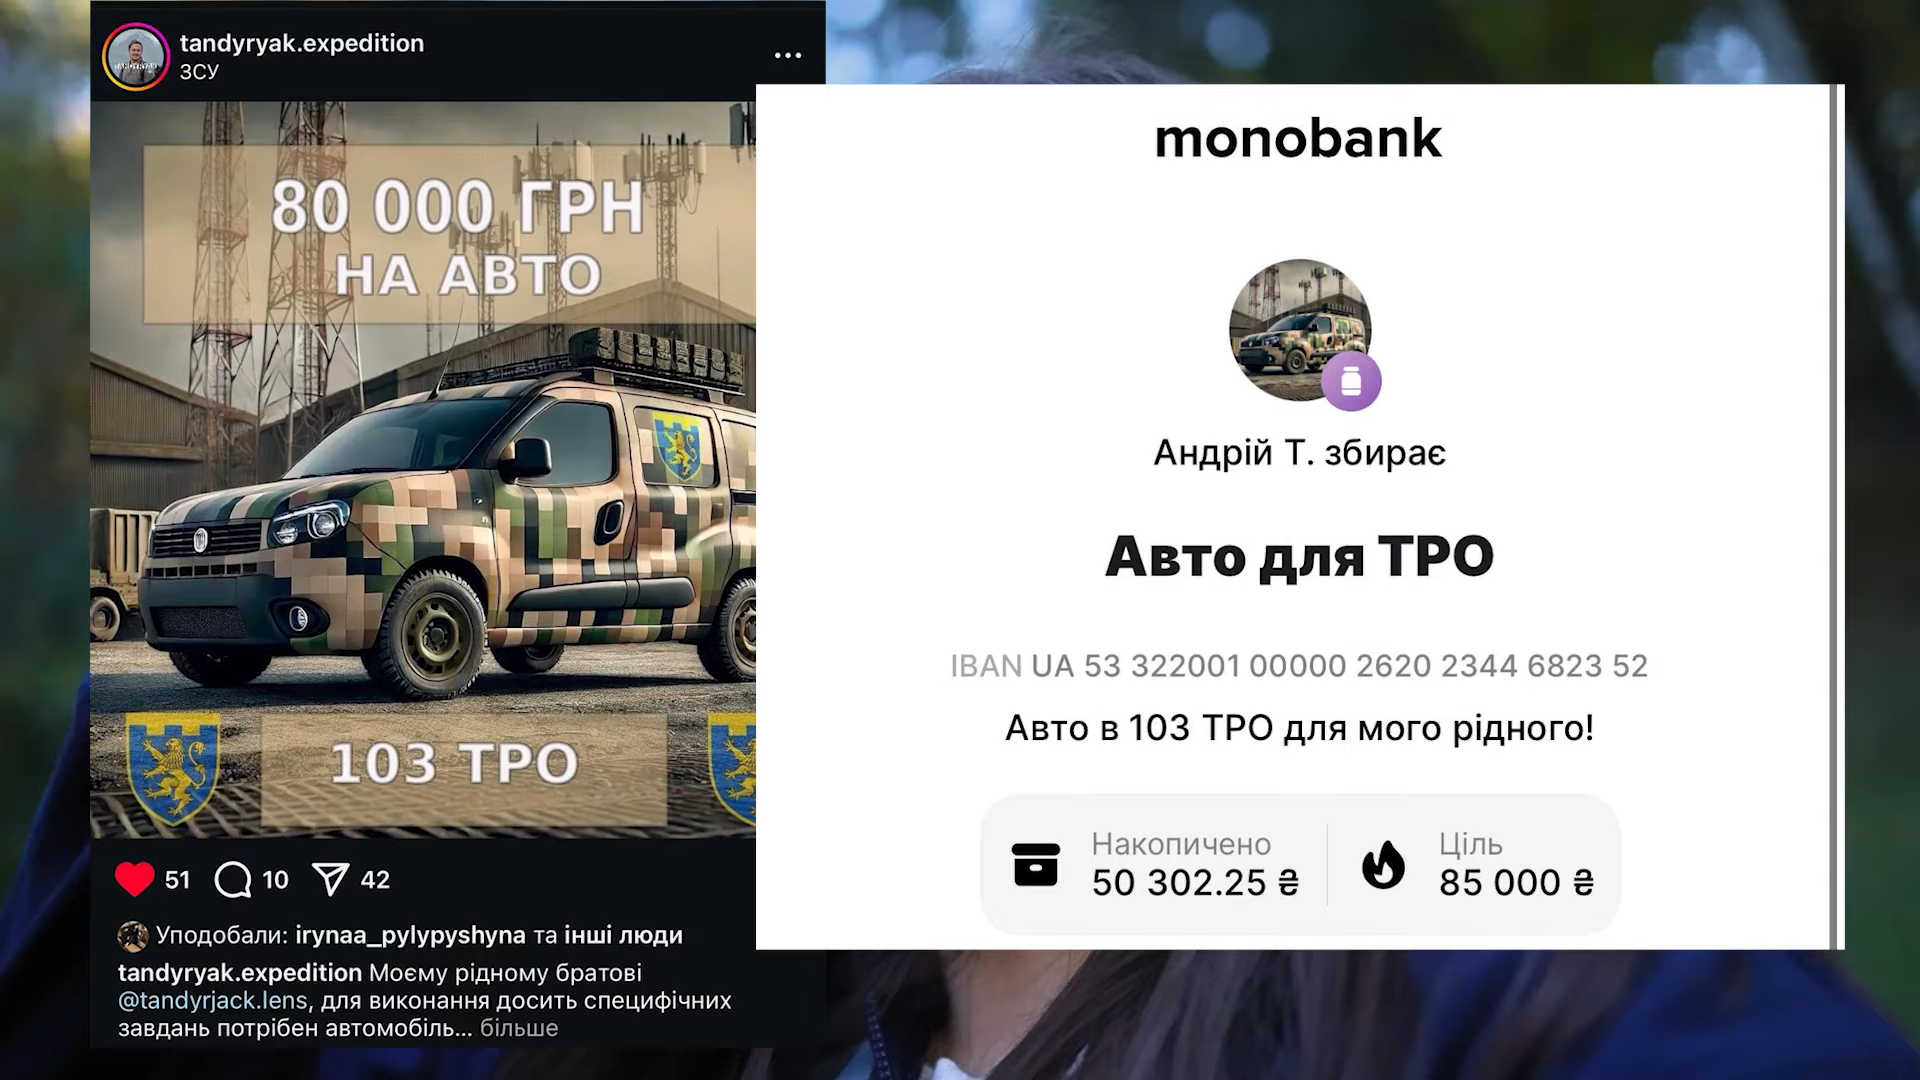 tandyryak.expedition
ЗСУ
80 000 ГРН
НА АВТО
103 ТРО
51 10 42
Уподобали: irynaa_pylypyshyna та інші люди
tandyryak.expedition Моєму рідному братові
@tandyrjack.lens, для виконання досить специфічних
завдань потрібен автомобіль... більше
monobank
Андрій Т. збирає
Авто для ТРО
IBAN UA 53 322001 00000 2620 2344 6823 52
Авто в 103 ТРО для мого рідного!
Накопичено
50 302.25 ₴
Ціль
85 000 ₴